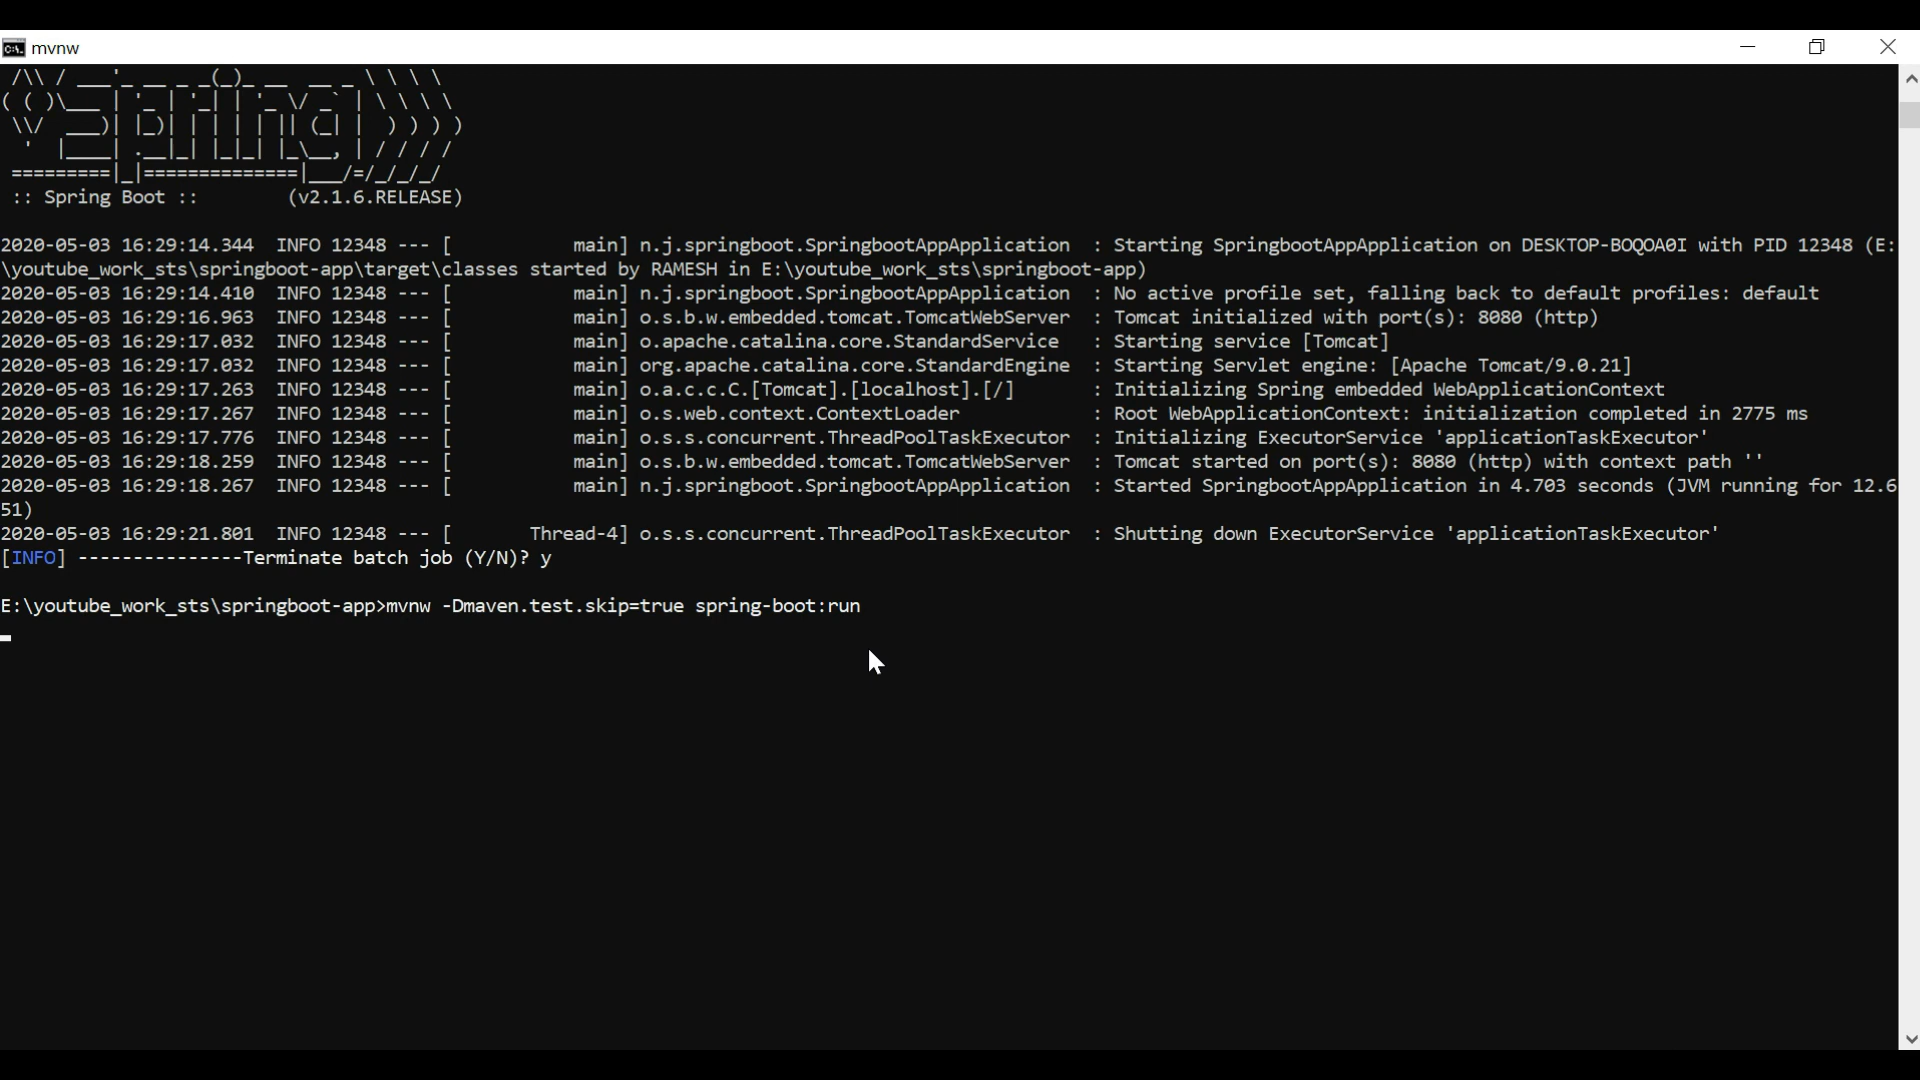 mvnw
:: Spring Boot ::        (v2.1.6.RELEASE)
2020-05-03 16:29:14.344  INFO 12348 --- [           main] n.j.springboot.SpringbootAppApplication  : Starting SpringbootAppApplication on DESKTOP-BOQOA0I with PID 12348 (E:
\youtube_work_sts\springboot-app\target\classes started by RAMESH in E:\youtube_work_sts\springboot-app)
2020-05-03 16:29:14.410  INFO 12348 --- [           main] n.j.springboot.SpringbootAppApplication  : No active profile set, falling back to default profiles: default
2020-05-03 16:29:16.963  INFO 12348 --- [           main] o.s.b.w.embedded.tomcat.TomcatWebServer  : Tomcat initialized with port(s): 8080 (http)
2020-05-03 16:29:17.032  INFO 12348 --- [           main] o.apache.catalina.core.StandardService   : Starting service [Tomcat]
2020-05-03 16:29:17.032  INFO 12348 --- [           main] org.apache.catalina.core.StandardEngine  : Starting Servlet engine: [Apache Tomcat/9.0.21]
2020-05-03 16:29:17.263  INFO 12348 --- [           main] o.a.c.c.C.[Tomcat].[localhost].[/]       : Initializing Spring embedded WebApplicationContext
2020-05-03 16:29:17.267  INFO 12348 --- [           main] o.s.web.context.ContextLoader            : Root WebApplicationContext: initialization completed in 2775 ms
2020-05-03 16:29:17.776  INFO 12348 --- [           main] o.s.s.concurrent.ThreadPoolTaskExecutor  : Initializing ExecutorService 'applicationTaskExecutor'
2020-05-03 16:29:18.259  INFO 12348 --- [           main] o.s.b.w.embedded.tomcat.TomcatWebServer  : Tomcat started on port(s): 8080 (http) with context path ''
2020-05-03 16:29:18.267  INFO 12348 --- [           main] n.j.springboot.SpringbootAppApplication  : Started SpringbootAppApplication in 4.703 seconds (JVM running for 12.6
51)
2020-05-03 16:29:21.801  INFO 12348 --- [       Thread-4] o.s.s.concurrent.ThreadPoolTaskExecutor  : Shutting down ExecutorService 'applicationTaskExecutor'
[INFO] ---------------Terminate batch job (Y/N)? y
E:\youtube_work_sts\springboot-app>mvnw -Dmaven.test.skip=true spring-boot:run